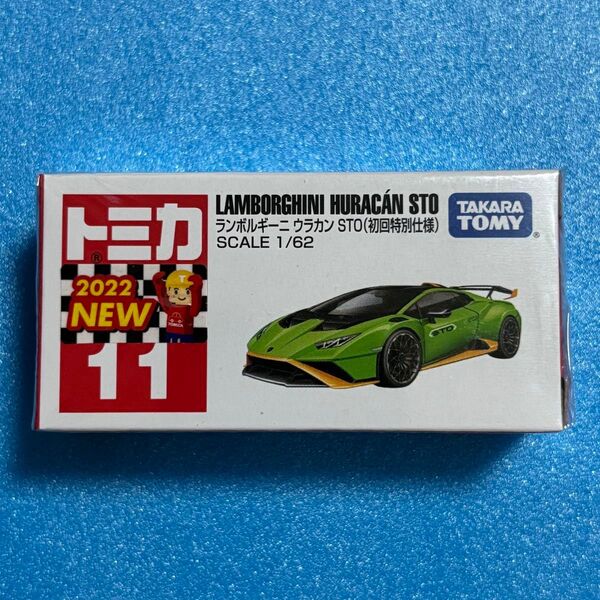 トミカ
®
2022
NEW
11
LAMBORGHINI HURACÁN STO
ランボルギーニ ウラカン STO(初回特別仕様)
SCALE 1/62
TAKARA
TOMY®
STO